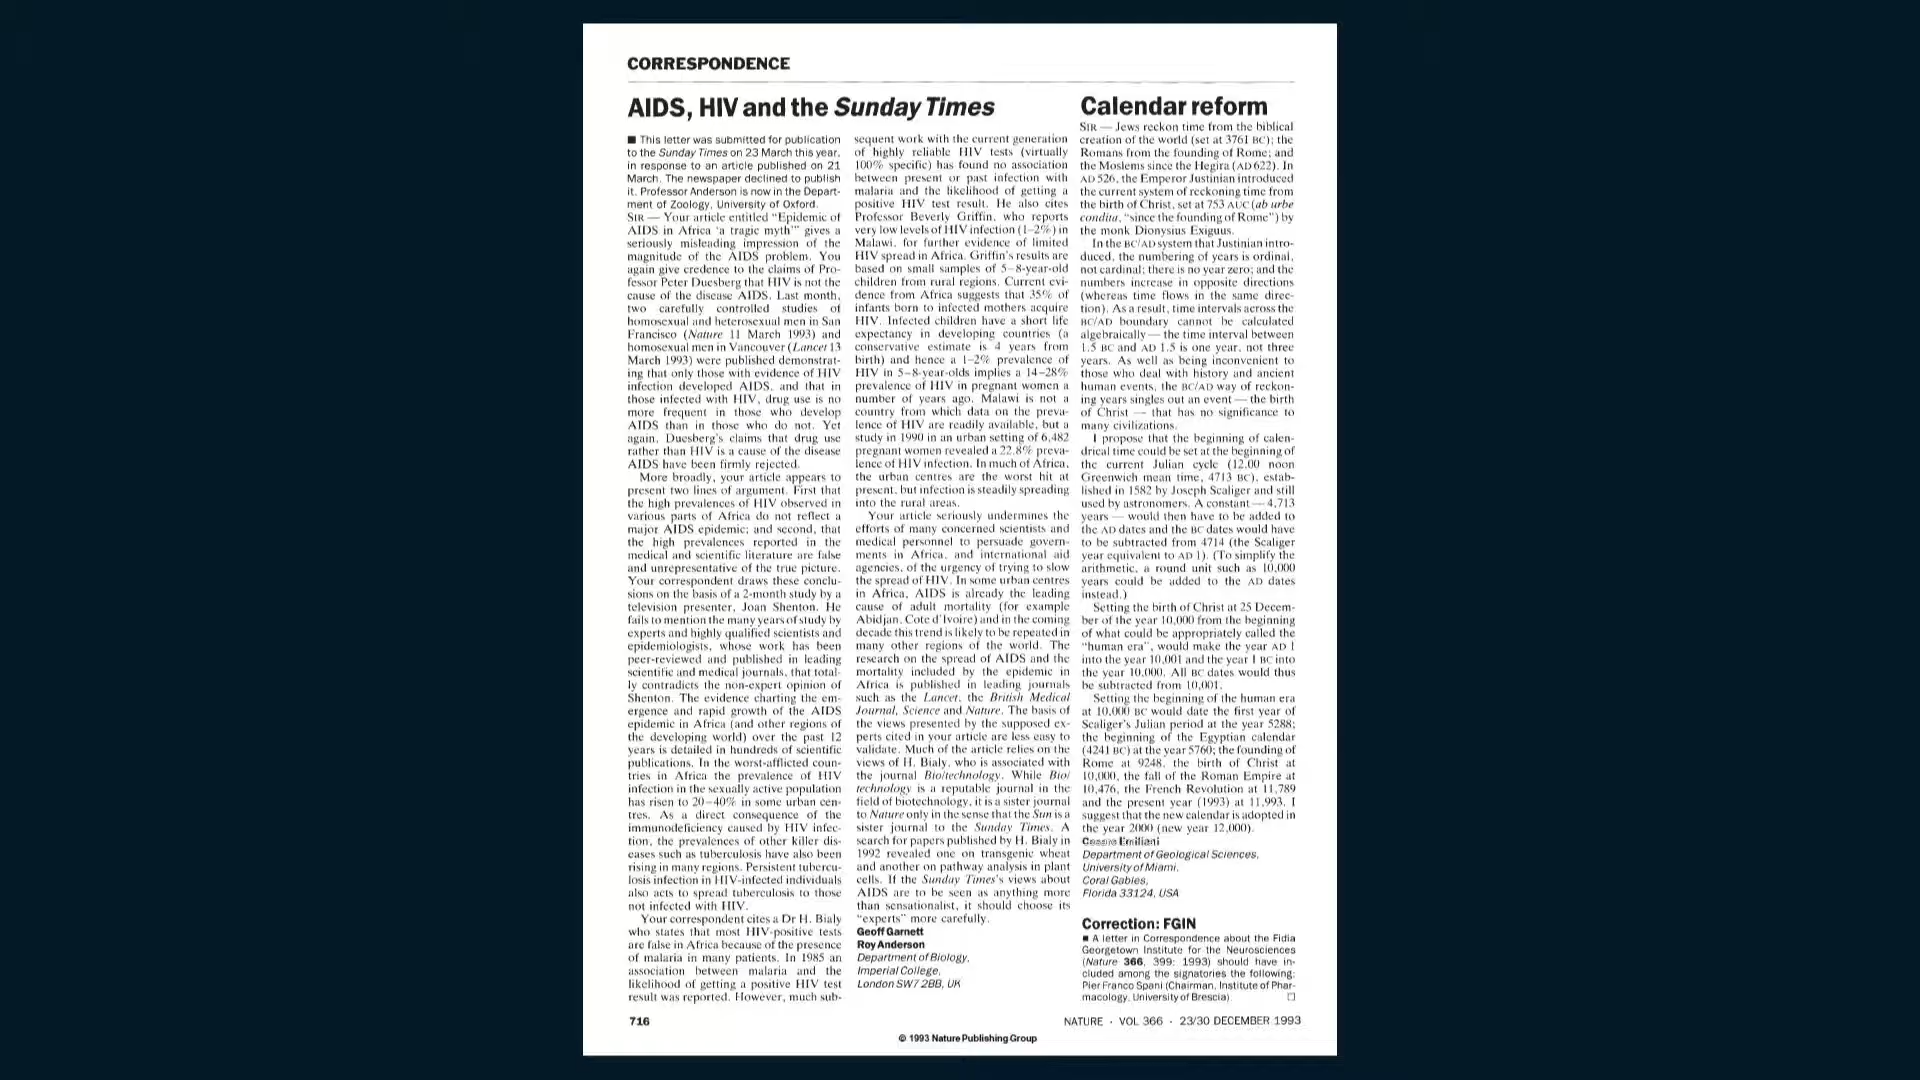 CORRESPONDENCE
AIDS, HIV and the Sunday Times
■ This letter was submitted for publication
to the Sunday Times on 23 March this year,
in response to an article published on 21
March. The newspaper declined to publish
it. Professor Anderson is now in the Depart-
ment of Zoology, University of Oxford.
SIR — Your article entitled "Epidemic of
AIDS in Africa 'a tragic myth'" gives a
seriously misleading impression of the
magnitude of the AIDS problem. You
again give credence to the claims of Pro-
fessor Peter Duesberg that HIV is not the
cause of the disease AIDS. Last month,
two carefully controlled studies of
homosexual and heterosexual men in San
Francisco (Nature 11 March 1993) and
homosexual men in Vancouver (Lancet 13
March 1993) were published demonstrat-
ing that only those with evidence of HIV
infection developed AIDS, and that in
those infected with HIV, drug use is no
more frequent in those who develop
AIDS than in those who do not. Yet
again, Duesberg's claims that drug use
rather than HIV is a cause of the disease
AIDS have been firmly rejected.
More broadly, your article appears to
present two lines of argument. First that
the high prevalences of HIV observed in
various parts of Africa do not reflect a
major AIDS epidemic; and second, that
the high prevalences reported in the
medical and scientific literature are false
and unrepresentative of the true picture.
Your correspondent draws these conclu-
sions on the basis of a 2-month study by a
television presenter, Joan Shenton. He
fails to mention the many years of study by
experts and highly qualified scientists and
epidemiologists, whose work has been
peer-reviewed and published in leading
scientific and medical journals, that total-
ly contradicts the non-expert opinion of
Shenton. The evidence charting the em-
ergence and rapid growth of the AIDS
epidemic in Africa (and other regions of
the developing world) over the past 12
years is detailed in hundreds of scientific
publications. In the worst-afflicted coun-
tries in Africa the prevalence of HIV
infection in the sexually active population
has risen to 20–40% in some urban cen-
tres. As a direct consequence of the
immunodeficiency caused by HIV infec-
tion, the prevalences of other killer dis-
eases such as tuberculosis have also been
rising in many regions. Persistent tubercu-
losis infection in HIV-infected individuals
also acts to spread tuberculosis to those
not infected with HIV.
Your correspondent cites a Dr H. Bialy
who states that most HIV-positive tests
are false in Africa because of the presence
of malaria in many patients. In 1985 an
association between malaria and the
likelihood of getting a positive HIV test
result was reported. However, much sub-
sequent work with the current generation
of highly reliable HIV tests (virtually
100% specific) has found no association
between present or past infection with
malaria and the likelihood of getting a
positive HIV test result. He also cites
Professor Beverly Griffin, who reports
very low levels of HIV infection (1–2%) in
Malawi, for further evidence of limited
HIV spread in Africa. Griffin's results are
based on small samples of 5–8-year-old
children from rural regions. Current evi-
dence from Africa suggests that 35% of
infants born to infected mothers acquire
HIV. Infected children have a short life
expectancy in developing countries (a
conservative estimate is 4 years from
birth) and hence a 1–2% prevalence of
HIV in 5–8-year-olds implies a 14–28%
prevalence of HIV in pregnant women a
number of years ago. Malawi is not a
country from which data on the preva-
lence of HIV are readily available, but a
study in 1990 in an urban setting of 6,482
pregnant women revealed a 22.8% preva-
lence of HIV infection. In much of Africa,
the urban centres are the worst hit at
present, but infection is steadily spreading
into the rural areas.
Your article seriously undermines the
efforts of many concerned scientists and
medical personnel to persuade govern-
ments in Africa, and international aid
agencies, of the urgency of trying to slow
the spread of HIV. In some urban centres
in Africa, AIDS is already the leading
cause of adult mortality (for example
Abidjan, Cote d'Ivoire) and in the coming
decade this trend is likely to be repeated in
many other regions of the world. The
research on the spread of AIDS and the
mortality included by the epidemic in
Africa is published in leading journals
such as the Lancet, the British Medical
Journal, Science and Nature. The basis of
the views presented by the supposed ex-
perts cited in your article are less easy to
validate. Much of the article relies on the
views of H. Bialy, who is associated with
the journal Bio/technology. While Bio/
technology is a reputable journal in the
field of biotechnology, it is a sister journal
to Nature only in the sense that the Sun is a
sister journal to the Sunday Times. A
search for papers published by H. Bialy in
1992 revealed one on transgenic wheat
and another on pathway analysis in plant
cells. If the Sunday Times's views about
AIDS are to be seen as anything more
than sensationalist, it should choose its
"experts" more carefully.
Geoff Garnett
Roy Anderson
Department of Biology,
Imperial College,
London SW7 2BB, UK
Calendar reform
SIR — Jews reckon time from the biblical
creation of the world (set at 3761 BC); the
Romans from the founding of Rome; and
the Moslems since the Hegira (AD 622). In
AD 526, the Emperor Justinian introduced
the current system of reckoning time from
the birth of Christ, set at 753 AUC (ab urbe
condita, "since the founding of Rome") by
the monk Dionysius Exiguus.
In the BC/AD system that Justinian intro-
duced, the numbering of years is ordinal,
not cardinal; there is no year zero; and the
numbers increase in opposite directions
(whereas time flows in the same direc-
tion). As a result, time intervals across the
BC/AD boundary cannot be calculated
algebraically — the time interval between
1.5 BC and AD 1.5 is one year, not three
years. As well as being inconvenient to
those who deal with history and ancient
human events, the BC/AD way of reckon-
ing years singles out an event — the birth
of Christ — that has no significance to
many civilizations.
I propose that the beginning of calen-
drical time could be set at the beginning of
the current Julian cycle (12.00 noon
Greenwich mean time, 4713 BC), estab-
lished in 1582 by Joseph Scaliger and still
used by astronomers. A constant — 4,713
years — would then have to be added to
the AD dates and the BC dates would have
to be subtracted from 4714 (the Scaliger
year equivalent to AD 1). (To simplify the
arithmetic, a round unit such as 10,000
years could be added to the AD dates
instead.)
Setting the birth of Christ at 25 Decem-
ber of the year 10,000 from the beginning
of what could be appropriately called the
"human era", would make the year AD 1
into the year 10,001 and the year 1 BC into
the year 10,000. All BC dates would thus
be subtracted from 10,001.
Setting the beginning of the human era
at 10,000 BC would date the first year of
Scaliger's Julian period at the year 5288;
the beginning of the Egyptian calendar
(4241 BC) at the year 5760; the founding of
Rome at 9248, the birth of Christ at
10,000, the fall of the Roman Empire at
10,476, the French Revolution at 11,789
and the present year (1993) at 11,993. I
suggest that the new calendar is adopted in
the year 2000 (new year 12,000).
Cesare Emiliani
Department of Geological Sciences,
University of Miami,
Coral Gables,
Florida 33124, USA
Correction: FGIN
■ A letter in Correspondence about the Fidia
Georgetown Institute for the Neurosciences
(Nature 366, 399; 1993) should have in-
cluded among the signatories the following:
Pier Franco Spani (Chairman, Institute of Phar-
macology, University of Brescia). □
716
NATURE · VOL 366 · 23/30 DECEMBER 1993
© 1993 Nature Publishing Group